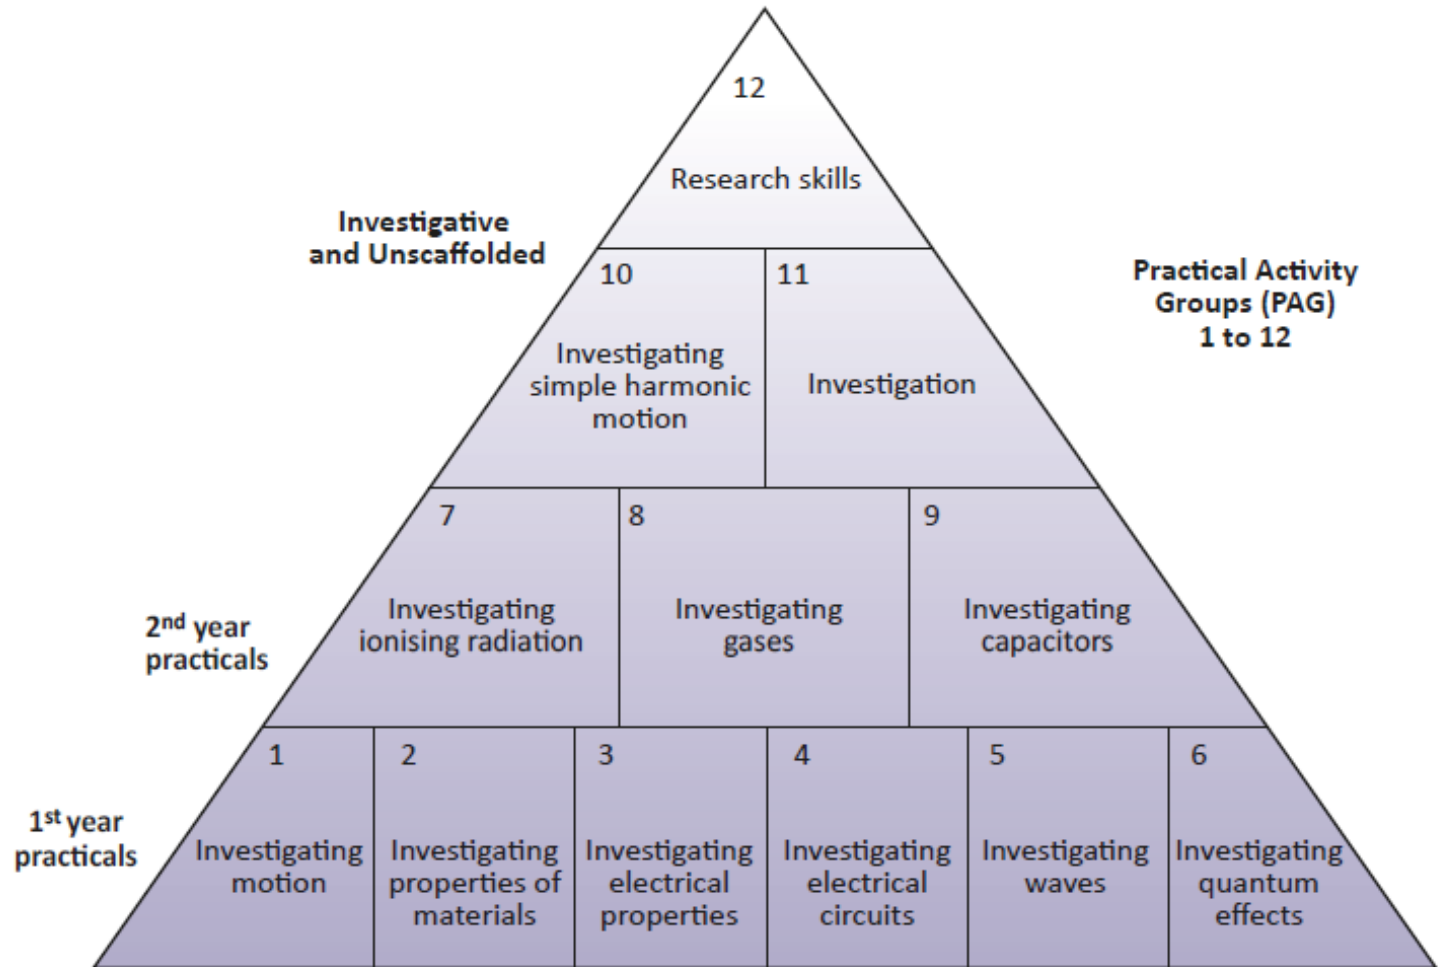 12
Research skills
Investigative
and Unscaffolded
Practical Activity
Groups (PAG)
1 to 12
10
Investigating
simple harmonic
motion
11
Investigation
2nd year
practicals
7
Investigating
ionising radiation
8
Investigating
gases
9
Investigating
capacitors
1st year
practicals
1
Investigating
motion
2
Investigating
properties of
materials
3
Investigating
electrical
properties
4
Investigating
electrical
circuits
5
Investigating
waves
6
Investigating
quantum
effects